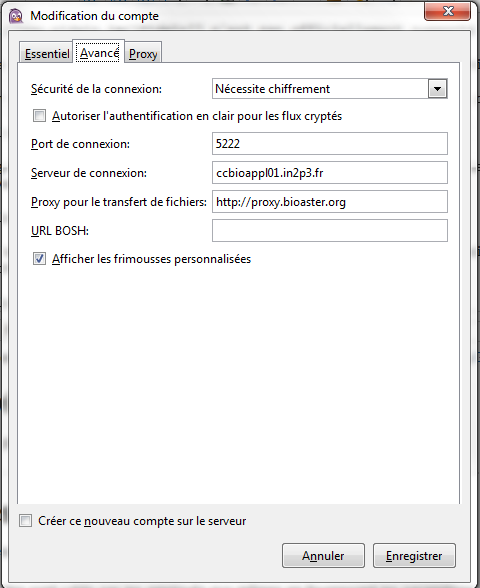 Modification du compte
Essentiel Avancé Proxy
Sécurité de la connexion: Nécessite chiffrement
Autoriser l'authentification en clair pour les flux cryptés
Port de connexion: 5222
Serveur de connexion: ccbioappl01.in2p3.fr
Proxy pour le transfert de fichiers: http://proxy.bioaster.org
URL BOSH:
Afficher les frimousses personnalisées
Créer ce nouveau compte sur le serveur
Annuler Enregistrer